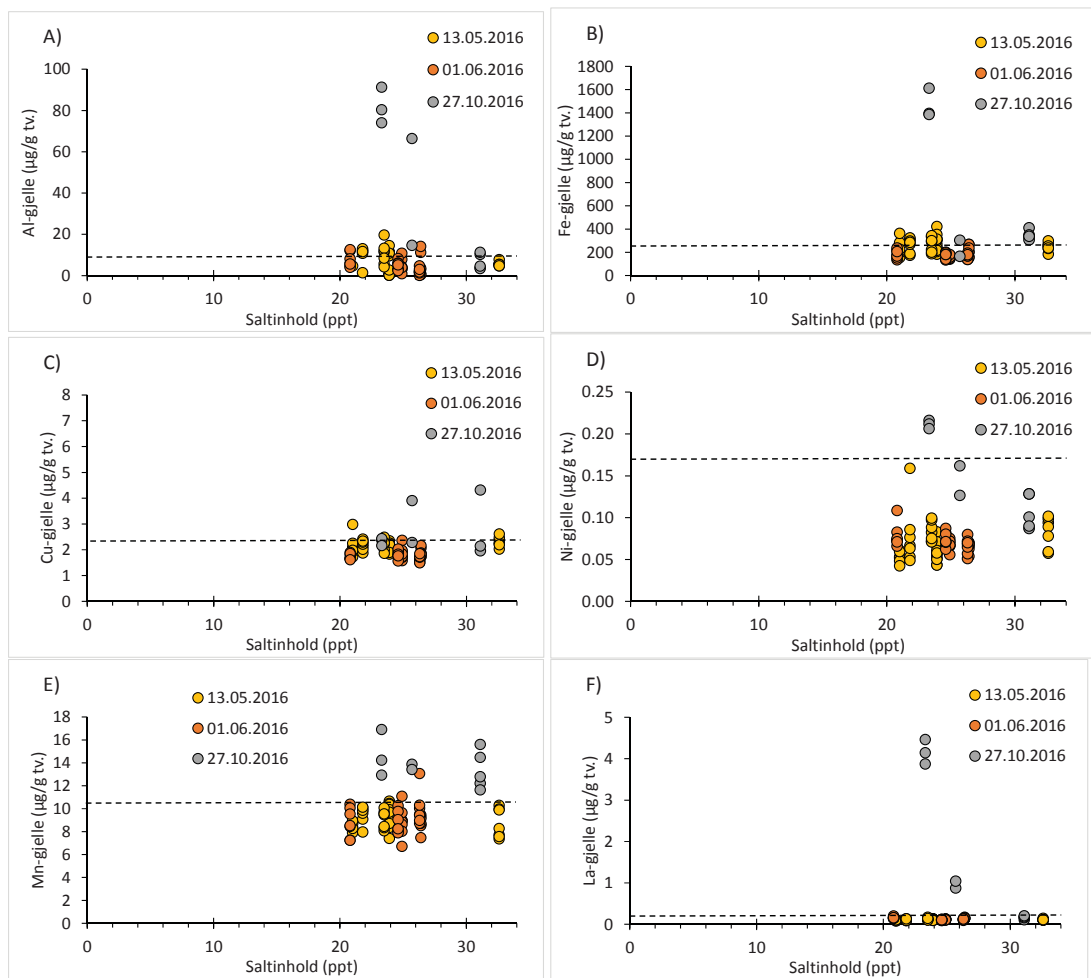 A)
13.05.2016
01.06.2016
27.10.2016
Al-gjelle (µg/g tv.)
100
80
60
40
20
0
0 10 20 30
Saltinhold (ppt)
B)
13.05.2016
01.06.2016
27.10.2016
Fe-gjelle (µg/g tv.)
1800
1600
1400
1200
1000
800
600
400
200
0
0 10 20 30
Saltinhold (ppt)
C)
13.05.2016
01.06.2016
27.10.2016
Cu-gjelle (µg/g tv.)
8
7
6
5
4
3
2
1
0
0 10 20 30
Saltinhold (ppt)
D)
13.05.2016
01.06.2016
27.10.2016
Ni-gjelle (µg/g tv.)
0.25
0.20
0.15
0.10
0.05
0.00
0 10 20 30
Saltinhold (ppt)
E)
13.05.2016
01.06.2016
27.10.2016
Mn-gjelle (µg/g tv.)
18
16
14
12
10
8
6
4
2
0
0 10 20 30
Saltinhold (ppt)
F)
13.05.2016
01.06.2016
27.10.2016
La-gjelle (µg/g tv.)
5
4
3
2
1
0
0 10 20 30
Saltinhold (ppt)